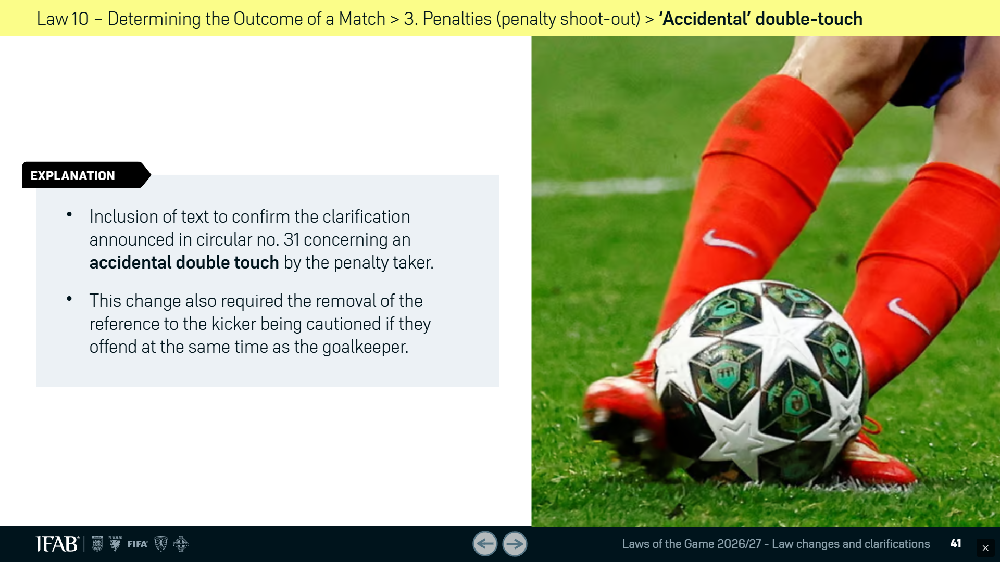 Law 10 – Determining the Outcome of a Match > 3. Penalties (penalty shoot-out) > ‘Accidental’ double-touch
EXPLANATION
• Inclusion of text to confirm the clarification
announced in circular no. 31 concerning an
accidental double touch by the penalty taker.
• This change also required the removal of the
reference to the kicker being cautioned if they
offend at the same time as the goalkeeper.
IFAB FA WALES FIFA
Laws of the Game 2026/27 - Law changes and clarifications 41